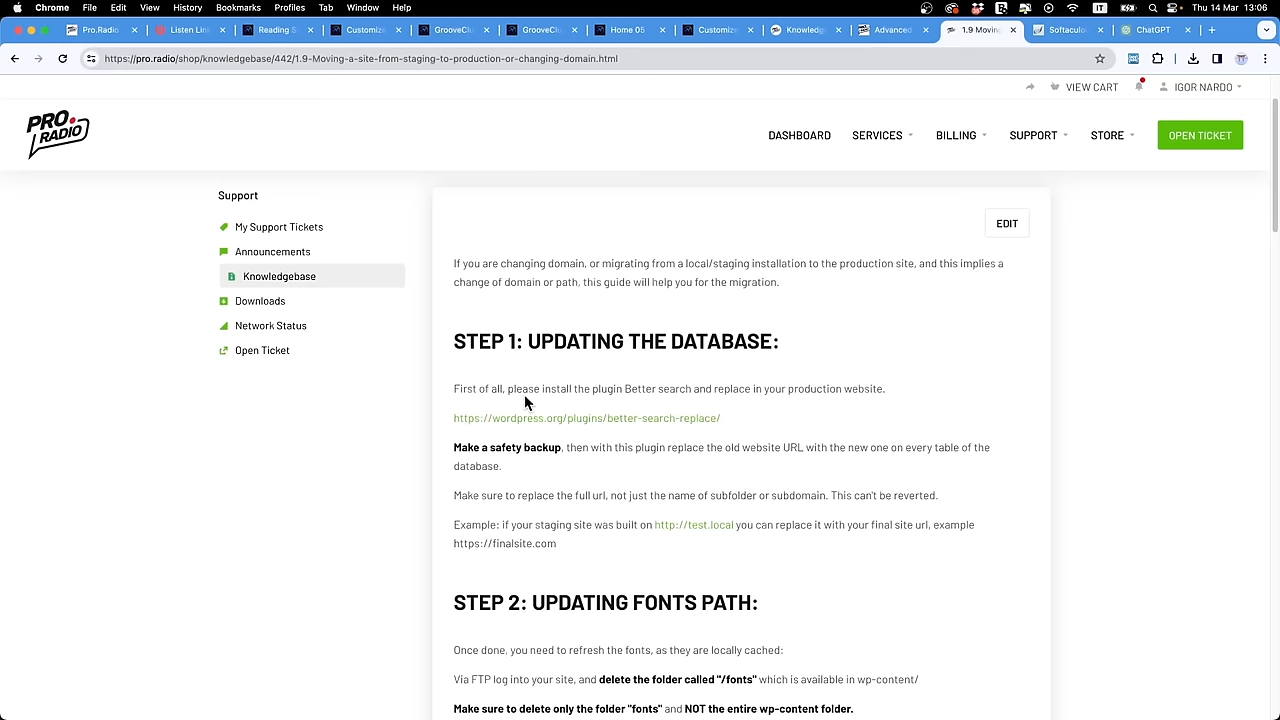 Chrome File Edit View History Bookmarks Profiles Tab Window Help IT Thu 14 Mar 13:06
Pro.Radio Listen Lin Reading S Customize GrooveClu GrooveClu Home 05 Customize Knowledg Advanced 1.9 Movin Softaculou ChatGPT
https://pro.radio/shop/knowledgebase/442/1.9-Moving-a-site-from-staging-to-production-or-changing-domain.html
VIEW CART IGOR NARDO
PRO.
RADIO
DASHBOARD SERVICES BILLING SUPPORT STORE OPEN TICKET
Support
My Support Tickets
Announcements
Knowledgebase
Downloads
Network Status
Open Ticket
EDIT
If you are changing domain, or migrating from a local/staging installation to the production site, and this implies a
change of domain or path, this guide will help you for the migration.
STEP 1: UPDATING THE DATABASE:
First of all, please install the plugin Better search and replace in your production website.
https://wordpress.org/plugins/better-search-replace/
Make a safety backup, then with this plugin replace the old website URL with the new one on every table of the
database.
Make sure to replace the full url, not just the name of subfolder or subdomain. This can't be reverted.
Example: if your staging site was built on http://test.local you can replace it with your final site url, example
https://finalsite.com
STEP 2: UPDATING FONTS PATH:
Once done, you need to refresh the fonts, as they are locally cached:
Via FTP log into your site, and delete the folder called "/fonts" which is available in wp-content/
Make sure to delete only the folder "fonts" and NOT the entire wp-content folder.